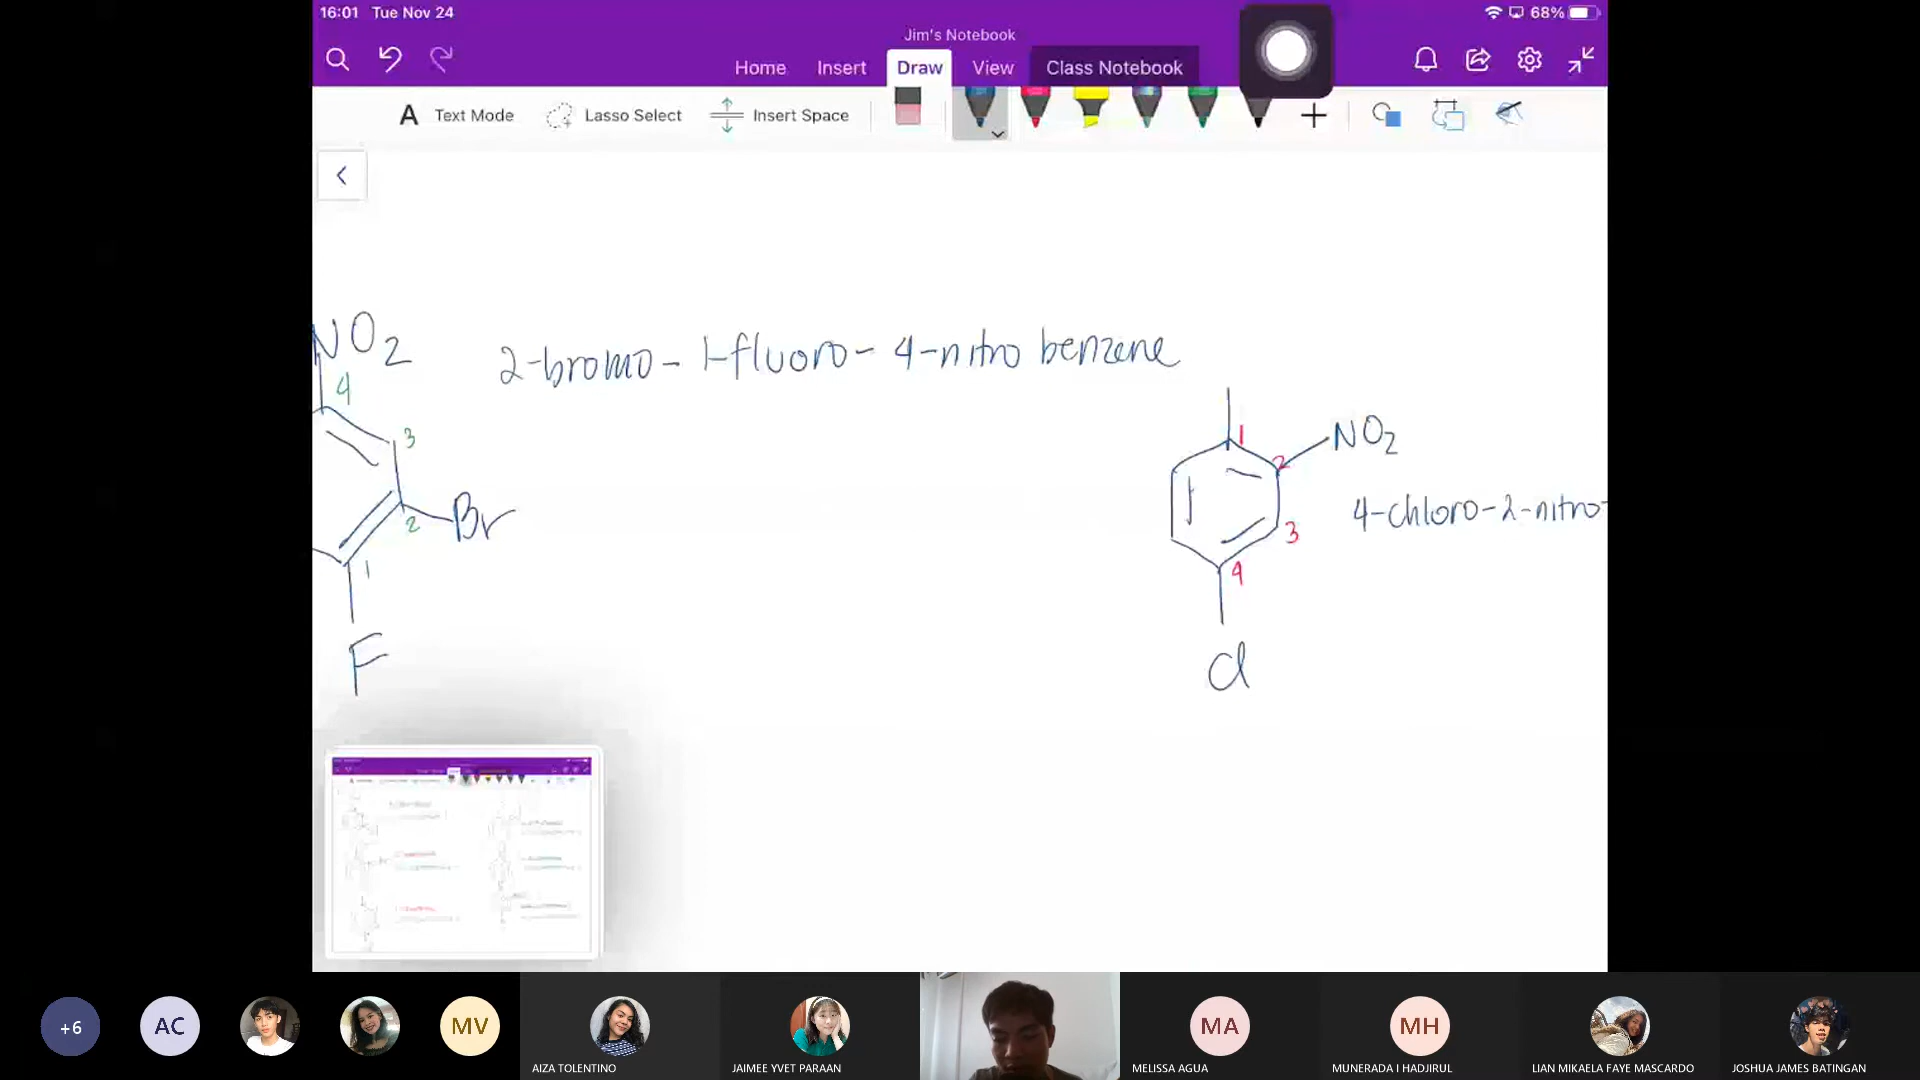 16:01 Tue Nov 24
68%
Jim's Notebook
Home Insert Draw View Class Notebook
A Text Mode Lasso Select Insert Space
NO2
4
3
2
Br
1
F
2-bromo-1-fluoro-4-nitro benzene
1
2
NO2
3
4
Cl
4-chloro-2-nitro-
+6
AC
MV
AIZA TOLENTINO
JAIMEE YVET PARAAN
MA
MELISSA AGUA
MH
MUNERADA I HADJIRUL
LIAN MIKAELA FAYE MASCARDO
JOSHUA JAMES BATINGAN